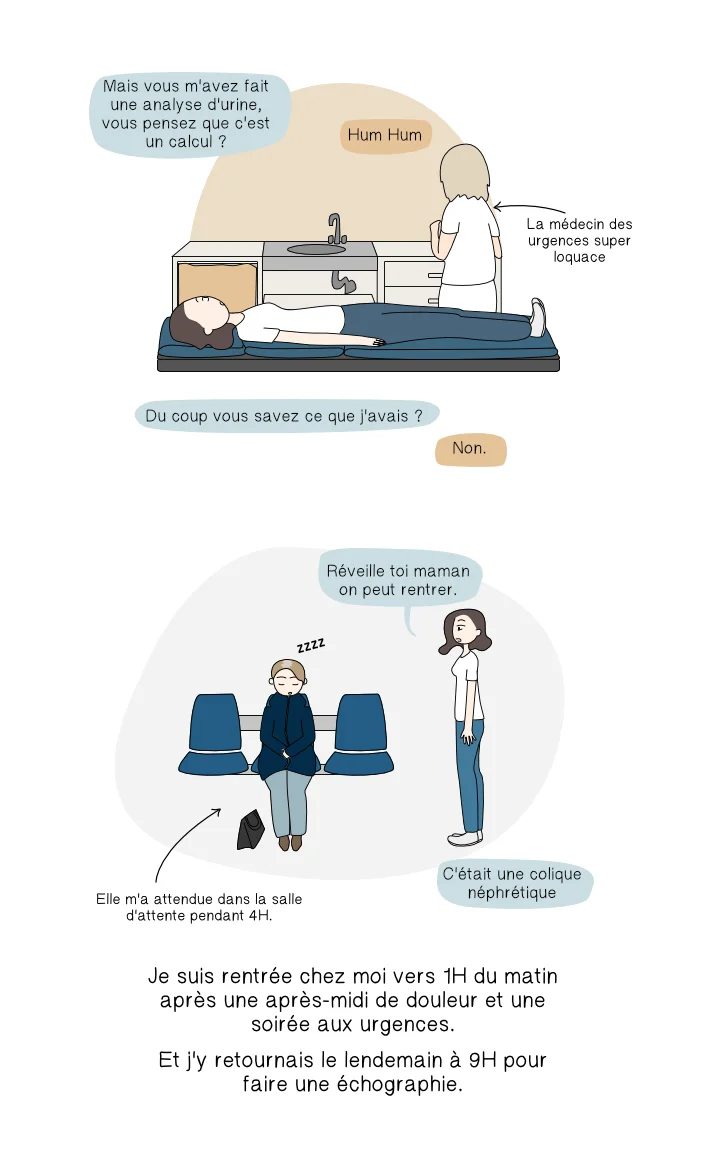 Mais vous m'avez fait
une analyse d'urine,
vous pensez que c'est
un calcul ?
Hum Hum
La médecin des
urgences super
loquace
Du coup vous savez ce que j'avais ?
Non.
Réveille toi maman
on peut rentrer.
zzzz
C'était une colique
néphrétique
Elle m'a attendue dans la salle
d'attente pendant 4H.
Je suis rentrée chez moi vers 1H du matin
après une après-midi de douleur et une
soirée aux urgences.
Et j'y retournais le lendemain à 9H pour
faire une échographie.